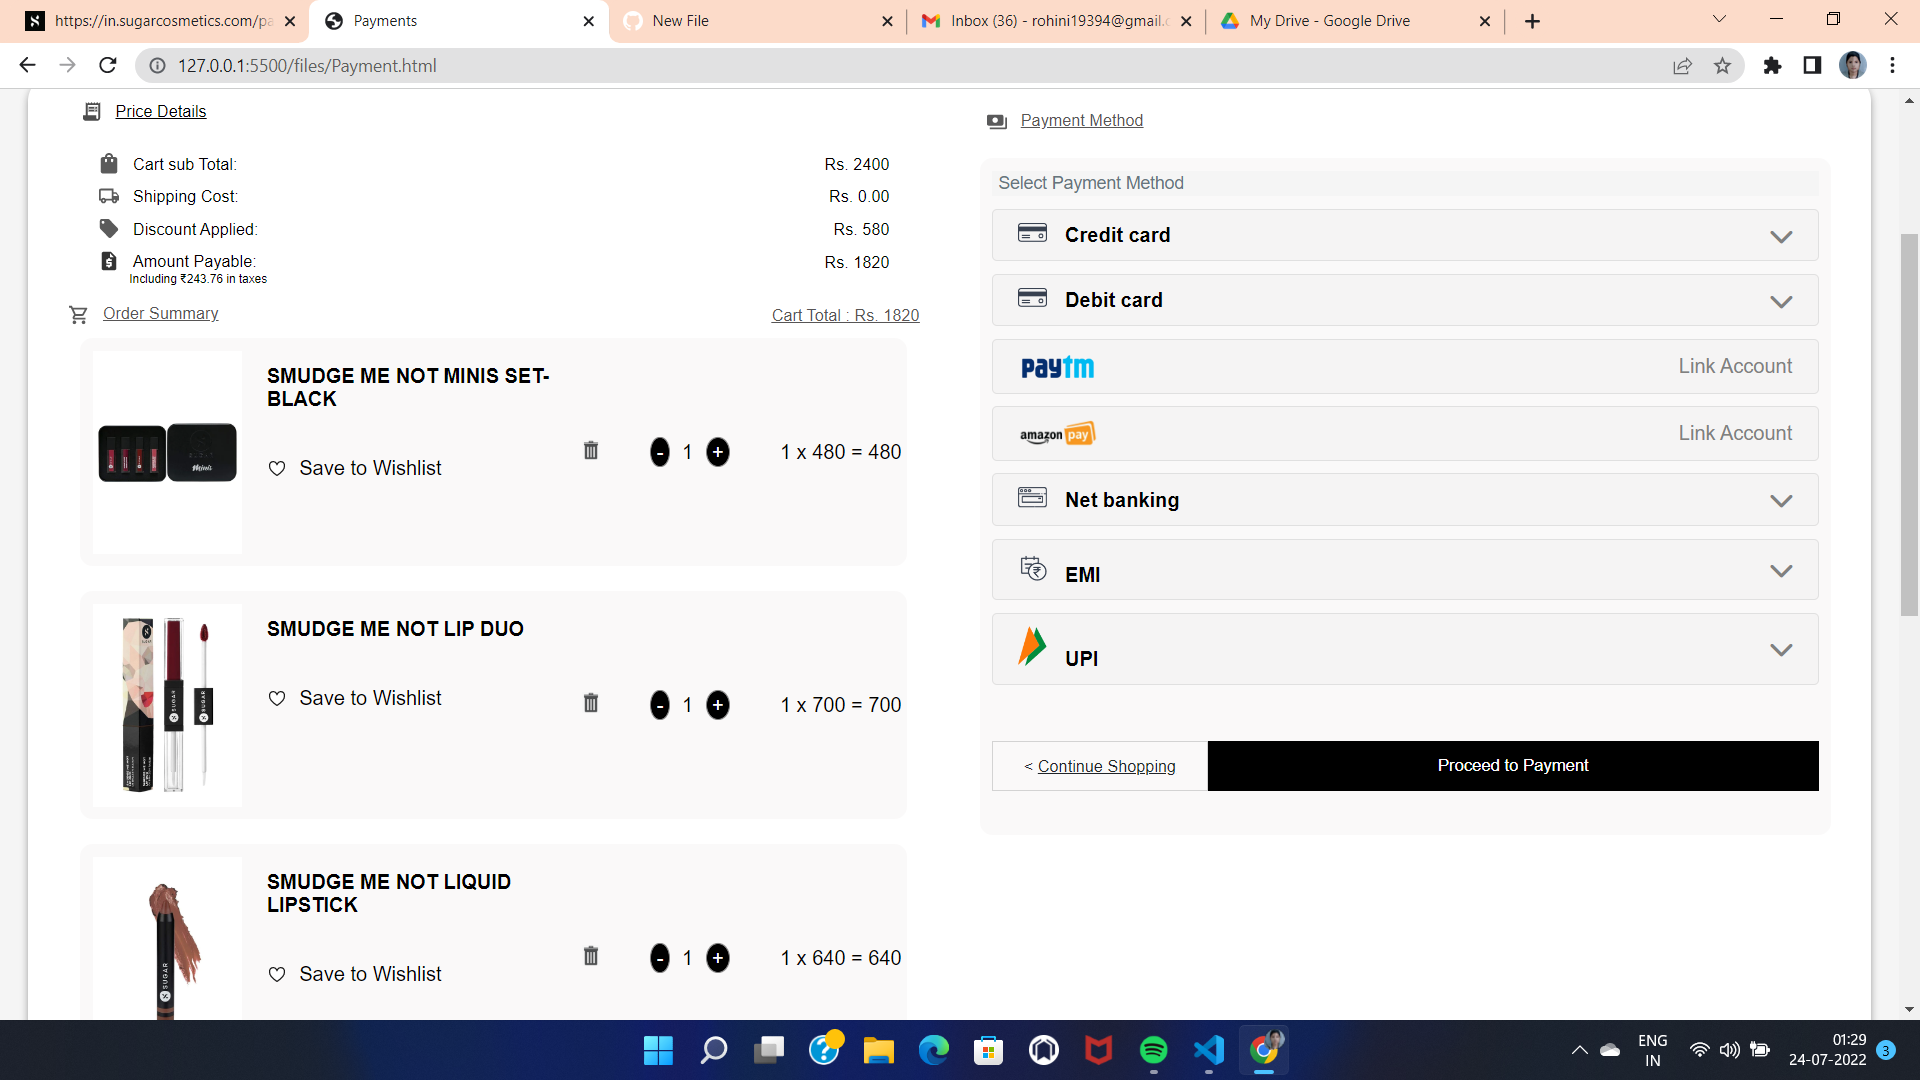 https://in.sugarcosmetics.com/pa
Payments
New File
Inbox (36) - rohini19394@gmail.c
My Drive - Google Drive
127.0.0.1:5500/files/Payment.html
Price Details
Cart sub Total: Rs. 2400
Shipping Cost: Rs. 0.00
Discount Applied: Rs. 580
Amount Payable: Rs. 1820
Including ₹243.76 in taxes
Order Summary Cart Total : Rs. 1820
SMUDGE ME NOT MINIS SET-
BLACK
Save to Wishlist
- 1 + 1 x 480 = 480
Minis
SMUDGE ME NOT LIP DUO
Save to Wishlist
- 1 + 1 x 700 = 700
SUGAR
SUGAR
SMUDGE ME NOT LIQUID
LIPSTICK
Save to Wishlist
- 1 + 1 x 640 = 640
SUGAR
Payment Method
Select Payment Method
Credit card
Debit card
paytm Link Account
amazon pay Link Account
Net banking
EMI
UPI
< Continue Shopping
Proceed to Payment
ENG
IN
01:29
24-07-2022
3